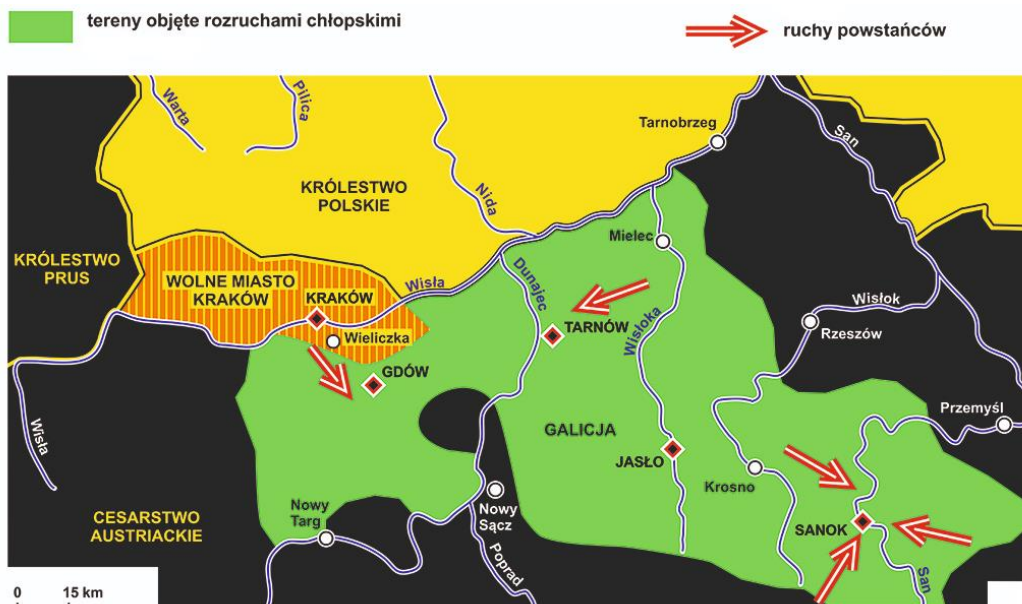 tereny objęte rozruchami chłopskimi
ruchy powstańców
Warta
Pilica
Nida
San
Tarnobrzeg
KRÓLESTWO
POLSKIE
Mielec
KRÓLESTWO
PRUS
WOLNE MIASTO
KRAKÓW
KRAKÓW
Wisła
Dunajec
Wisłok
Wieliczka
TARNÓW
Wisłoka
Rzeszów
GDÓW
Przemyśl
Wisła
GALICJA
JASŁO
Krosno
Nowy
Targ
Nowy
Sącz
CESARSTWO
AUSTRIACKIE
SANOK
Poprad
San
0 15 km